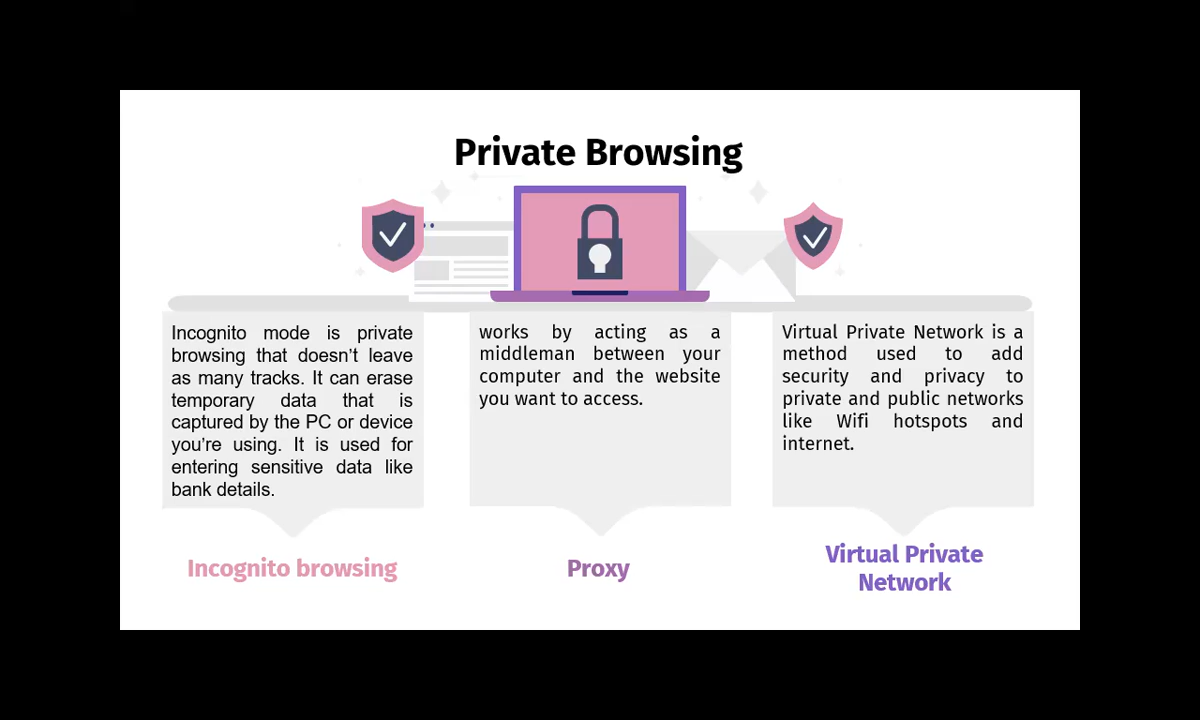 Private Browsing
Incognito mode is private
browsing that doesn’t leave
as many tracks. It can erase
temporary data that is
captured by the PC or device
you’re using. It is used for
entering sensitive data like
bank details.
Incognito browsing
works by acting as a
middleman between your
computer and the website
you want to access.
Proxy
Virtual Private Network is a
method used to add
security and privacy to
private and public networks
like Wifi hotspots and
internet.
Virtual Private
Network